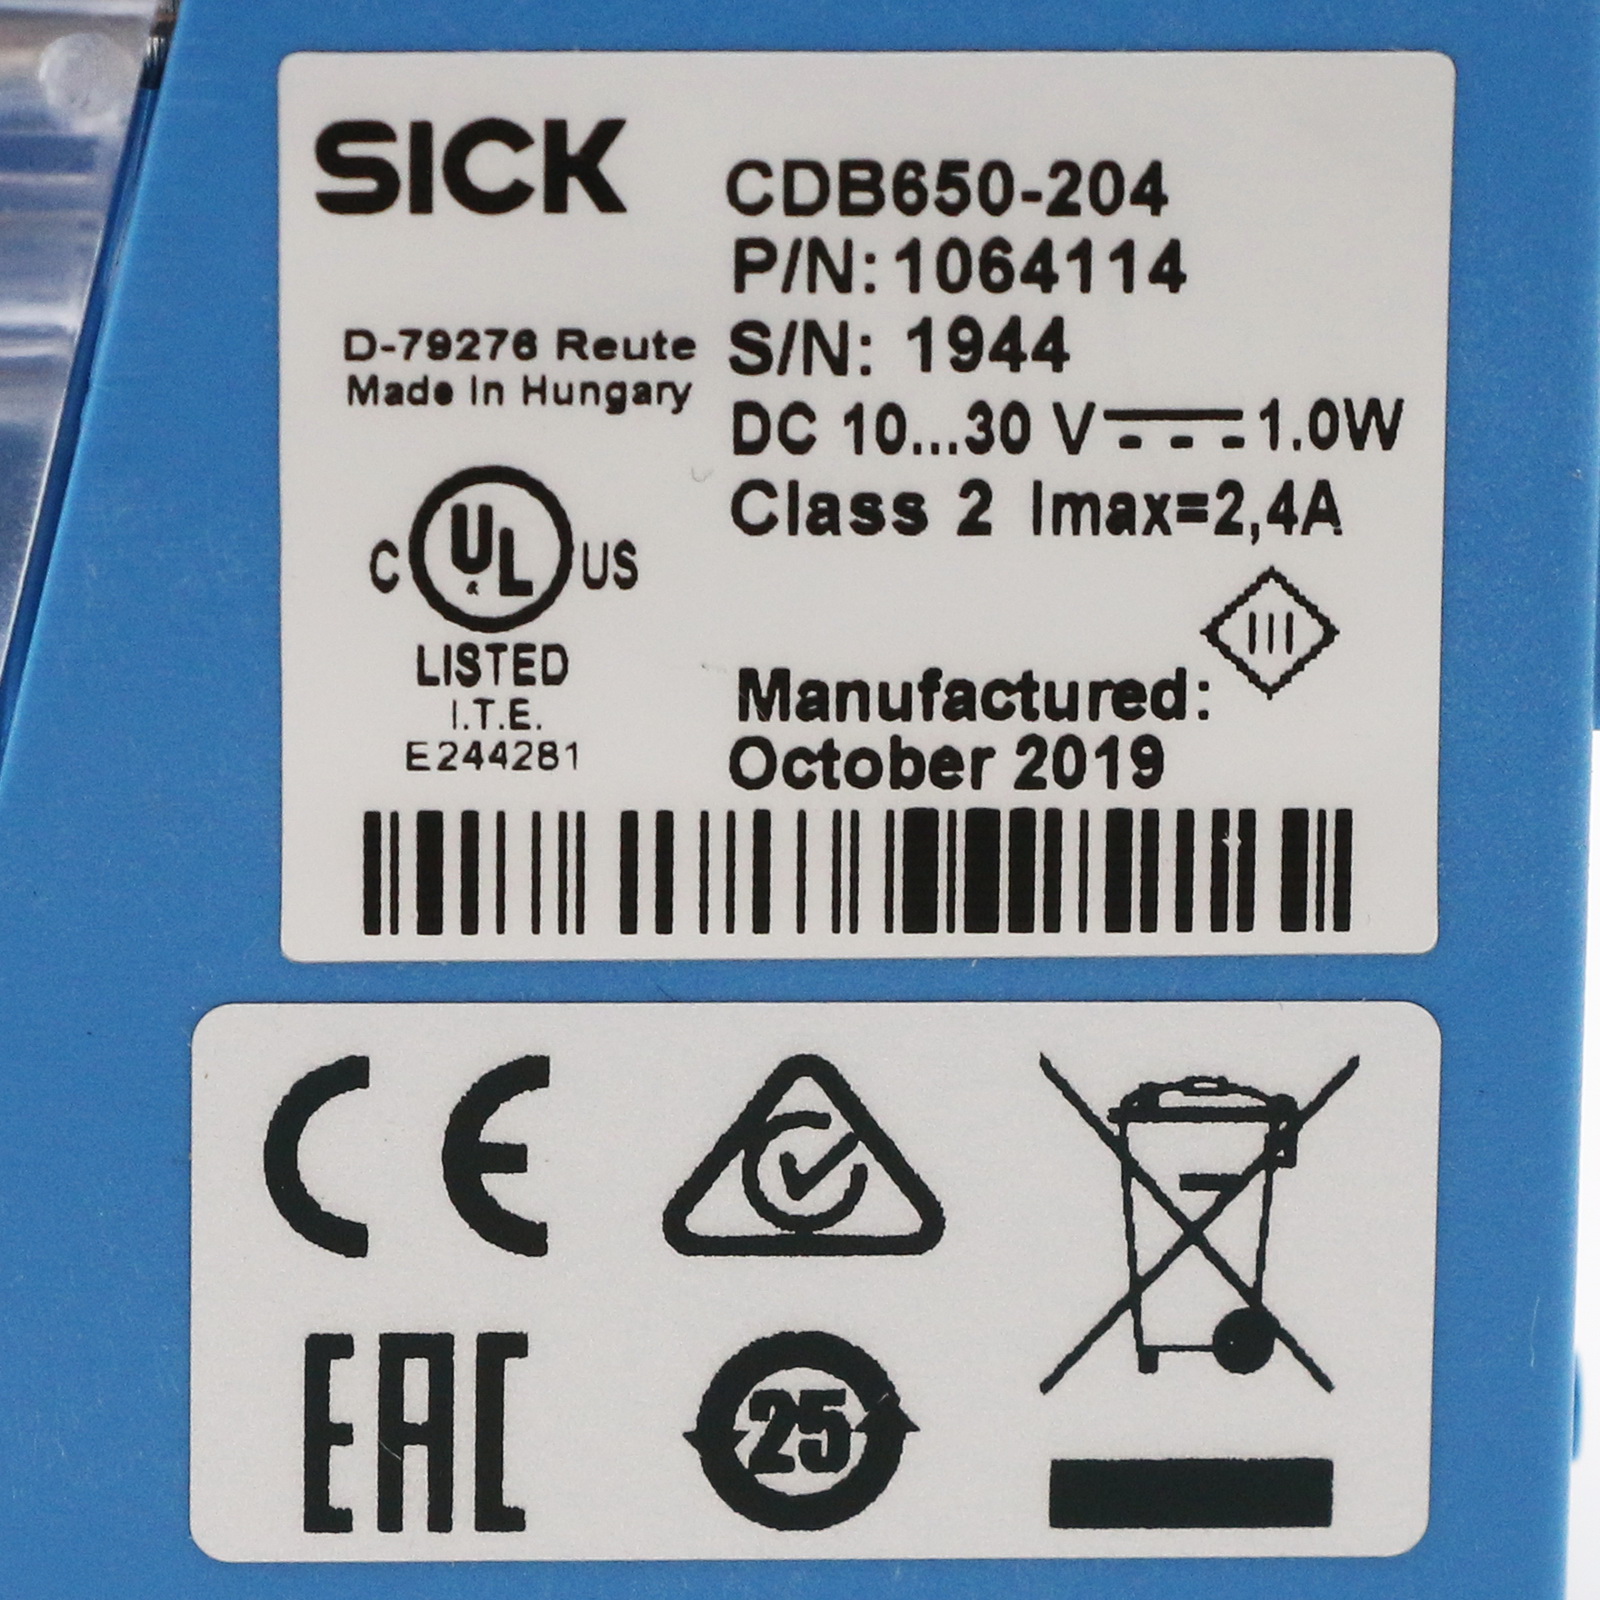 SICK
CDB650-204
P/N: 1064114
S/N: 1944
D-79276 Reute
Made in Hungary
DC 10...30 V 1.0W
Class 2 Imax=2,4A
C UL US
LISTED
I.T.E.
E244281
III
Manufactured:
October 2019
CE
EAC
25